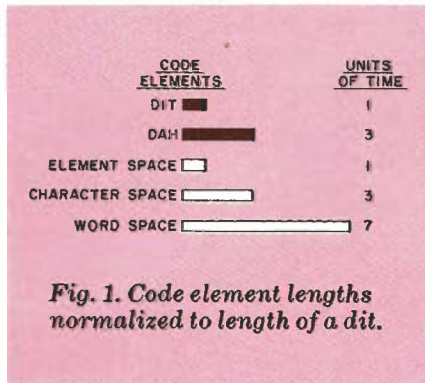 CODE ELEMENTS UNITS OF TIME
DIT 1
DAH 3
ELEMENT SPACE 1
CHARACTER SPACE 3
WORD SPACE 7
Fig. 1. Code element lengths
normalized to length of a dit.